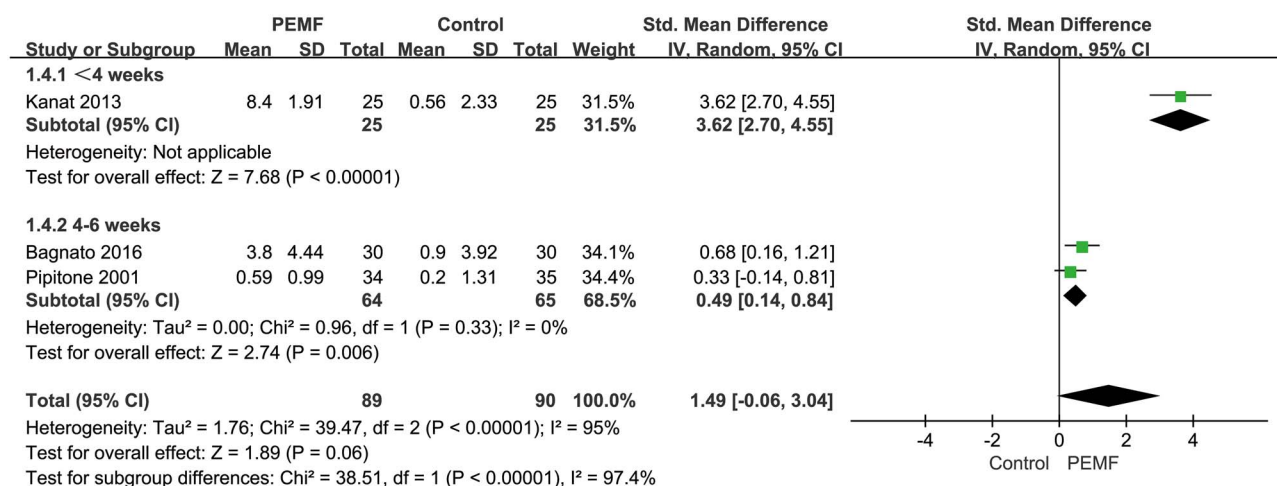 PEMF Control Std. Mean Difference Std. Mean Difference
Study or Subgroup Mean SD Total Mean SD Total Weight IV, Random, 95% CI IV, Random, 95% CI
1.4.1 <4 weeks
Kanat 2013 8.4 1.91 25 0.56 2.33 25 31.5% 3.62 [2.70, 4.55]
Subtotal (95% CI) 25 25 31.5% 3.62 [2.70, 4.55]
Heterogeneity: Not applicable
Test for overall effect: Z = 7.68 (P < 0.00001)
1.4.2 4-6 weeks
Bagnato 2016 3.8 4.44 30 0.9 3.92 30 34.1% 0.68 [0.16, 1.21]
Pipitone 2001 0.59 0.99 34 0.2 1.31 35 34.4% 0.33 [-0.14, 0.81]
Subtotal (95% CI) 64 65 68.5% 0.49 [0.14, 0.84]
Heterogeneity: Tau² = 0.00; Chi² = 0.96, df = 1 (P = 0.33); I² = 0%
Test for overall effect: Z = 2.74 (P = 0.006)
Total (95% CI) 89 90 100.0% 1.49 [-0.06, 3.04]
Heterogeneity: Tau² = 1.76; Chi² = 39.47, df = 2 (P < 0.00001); I² = 95%
Test for overall effect: Z = 1.89 (P = 0.06)
Test for subgroup differences: Chi² = 38.51, df = 1 (P < 0.00001), I² = 97.4%
-4 -2 0 2 4
Control PEMF